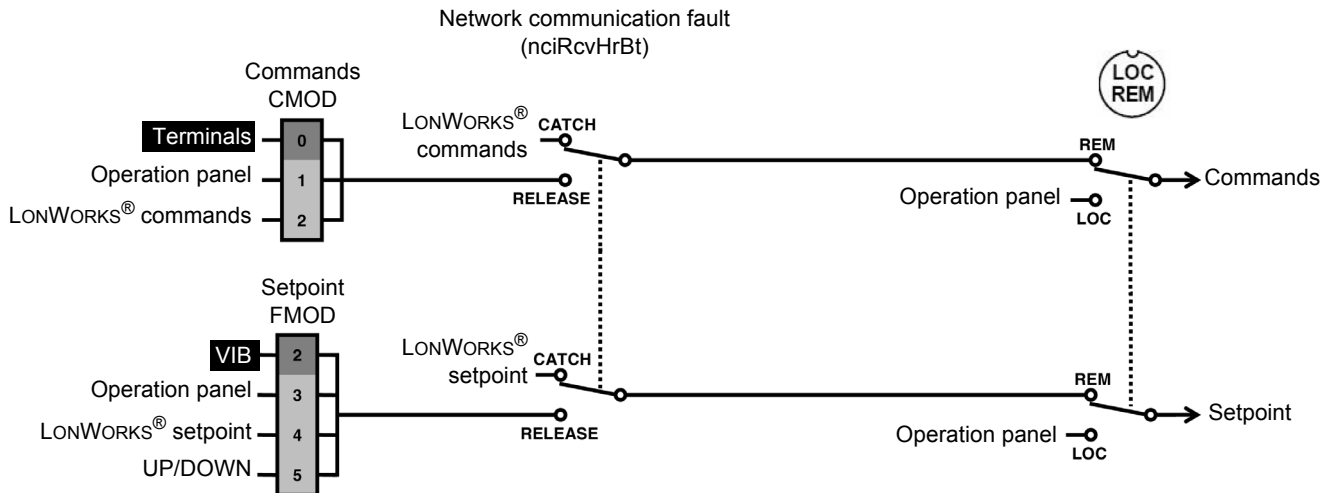 Network communication fault
(nciRcvHrBt)
LOC
REM
Commands
CMOD
Terminals
0
Operation panel
1
LONWORKS® commands
2
LONWORKS®
commands
CATCH
RELEASE
REM
Operation panel
LOC
Commands
Setpoint
FMOD
VIB
2
Operation panel
3
LONWORKS® setpoint
4
UP/DOWN
5
LONWORKS®
setpoint
CATCH
RELEASE
REM
Operation panel
LOC
Setpoint